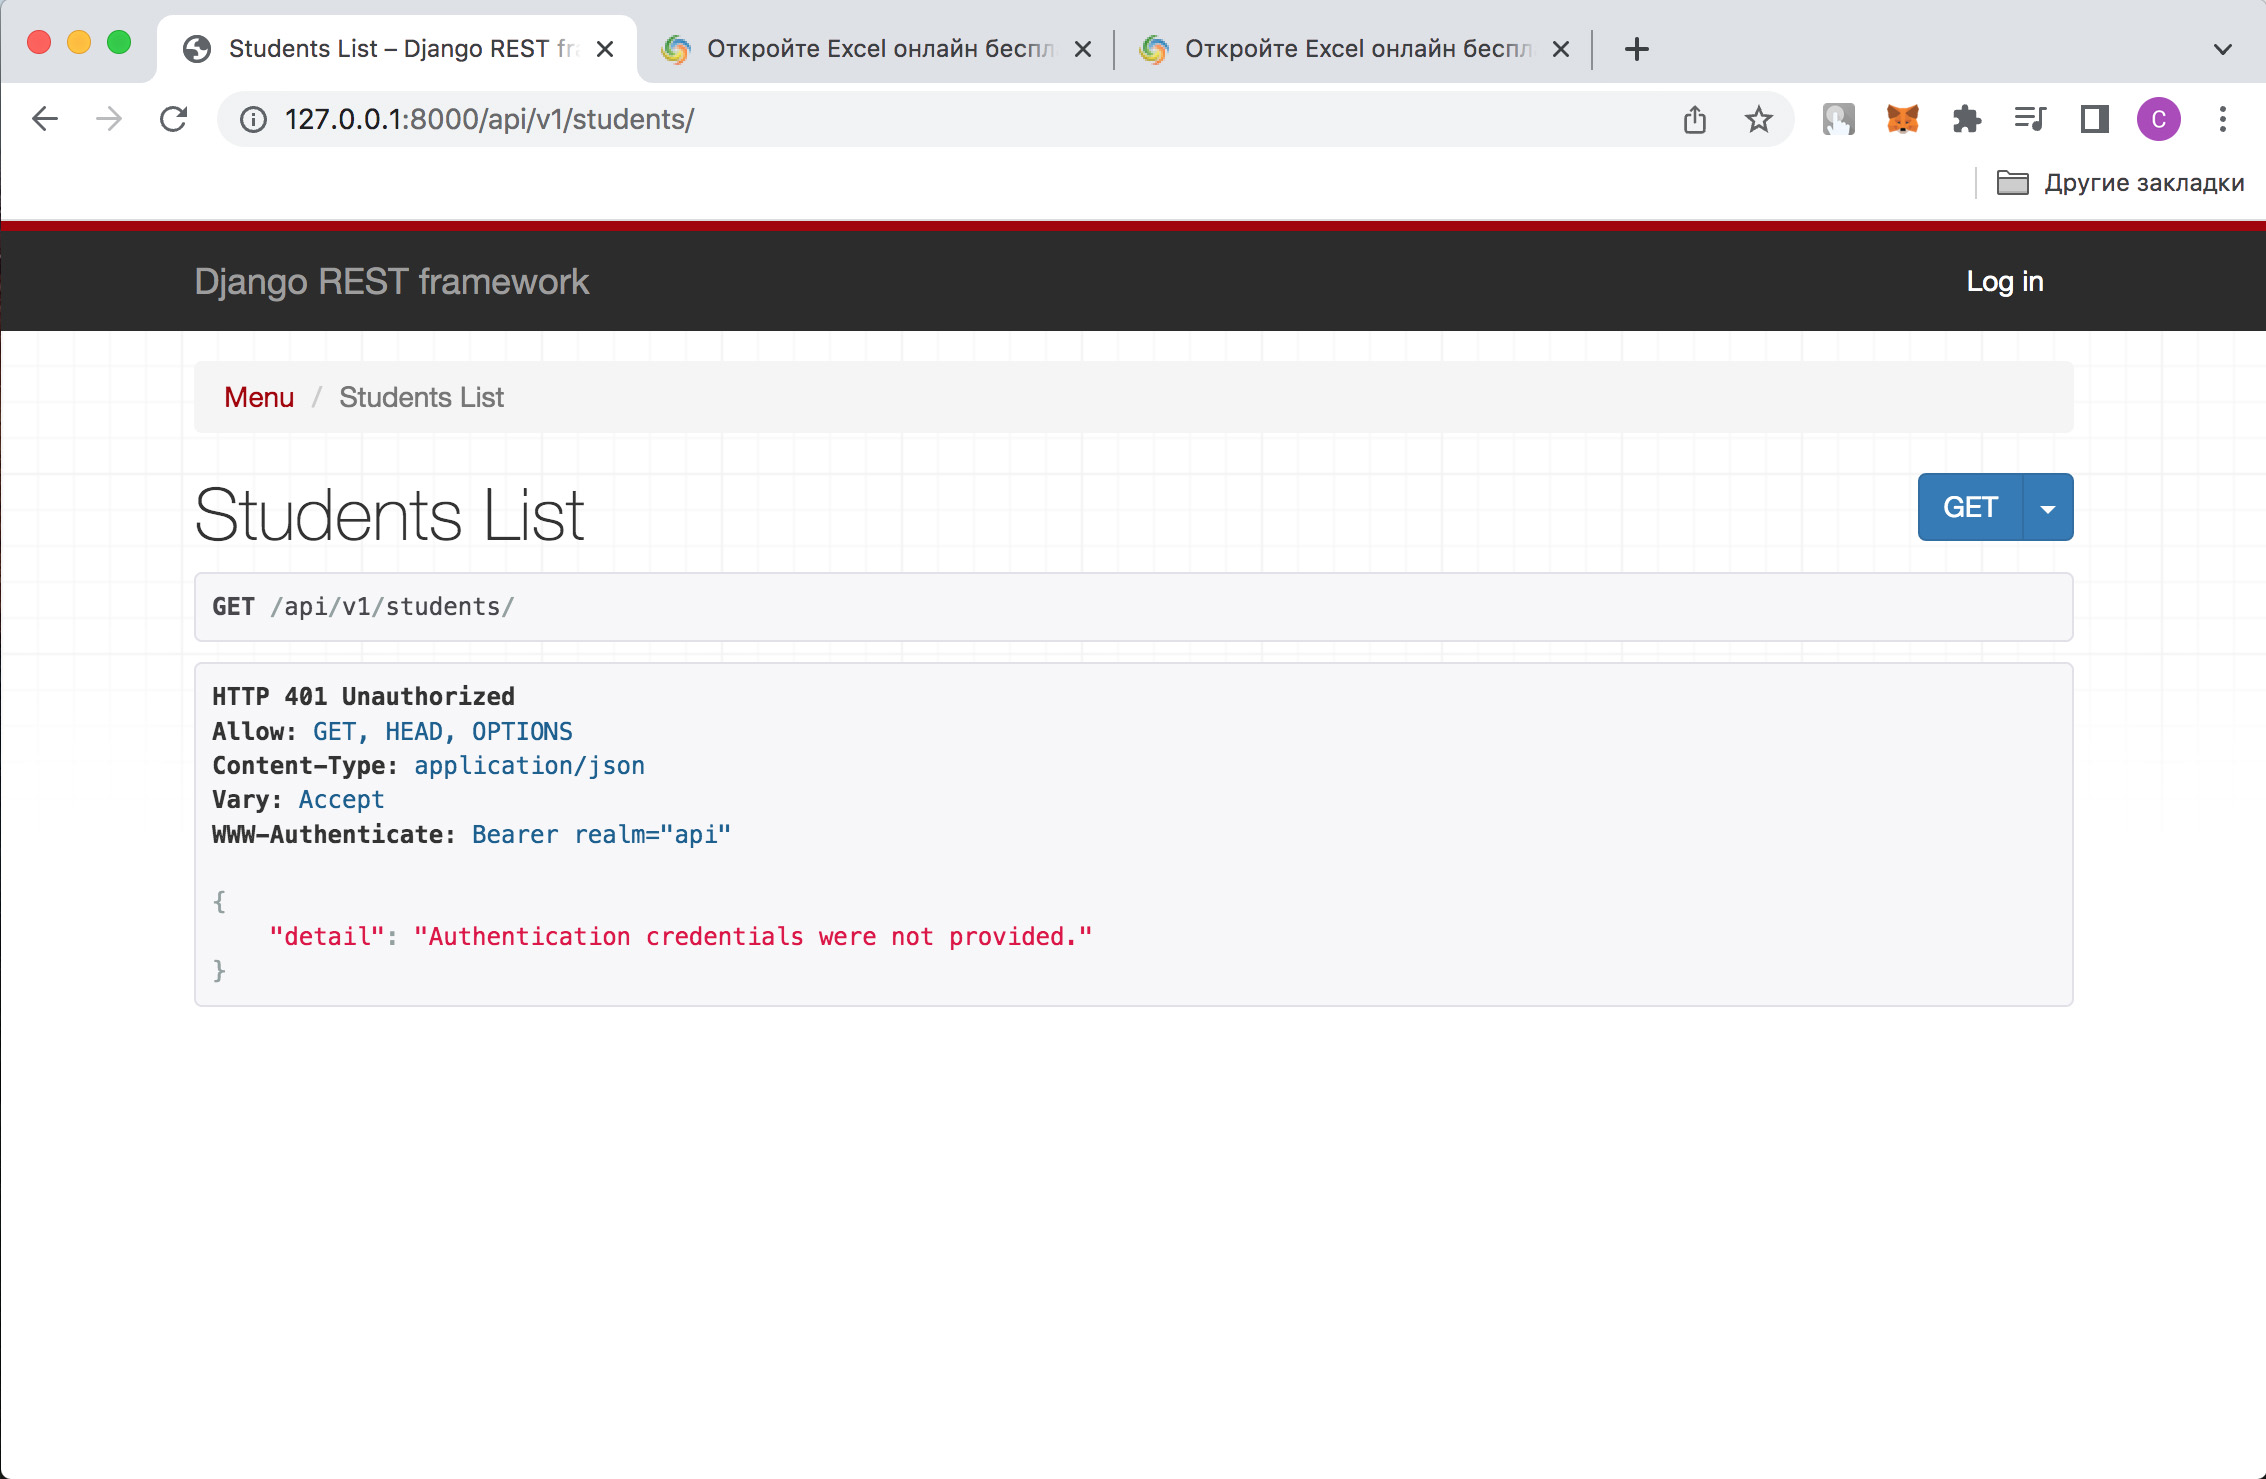 Students List – Django REST fr
Откройте Excel онлайн беспл
Откройте Excel онлайн беспл
127.0.0.1:8000/api/v1/students/
C
Другие закладки
Django REST framework
Log in
Menu / Students List
Students List
GET
GET /api/v1/students/
HTTP 401 Unauthorized
Allow: GET, HEAD, OPTIONS
Content-Type: application/json
Vary: Accept
WWW-Authenticate: Bearer realm="api"
{
"detail": "Authentication credentials were not provided."
}